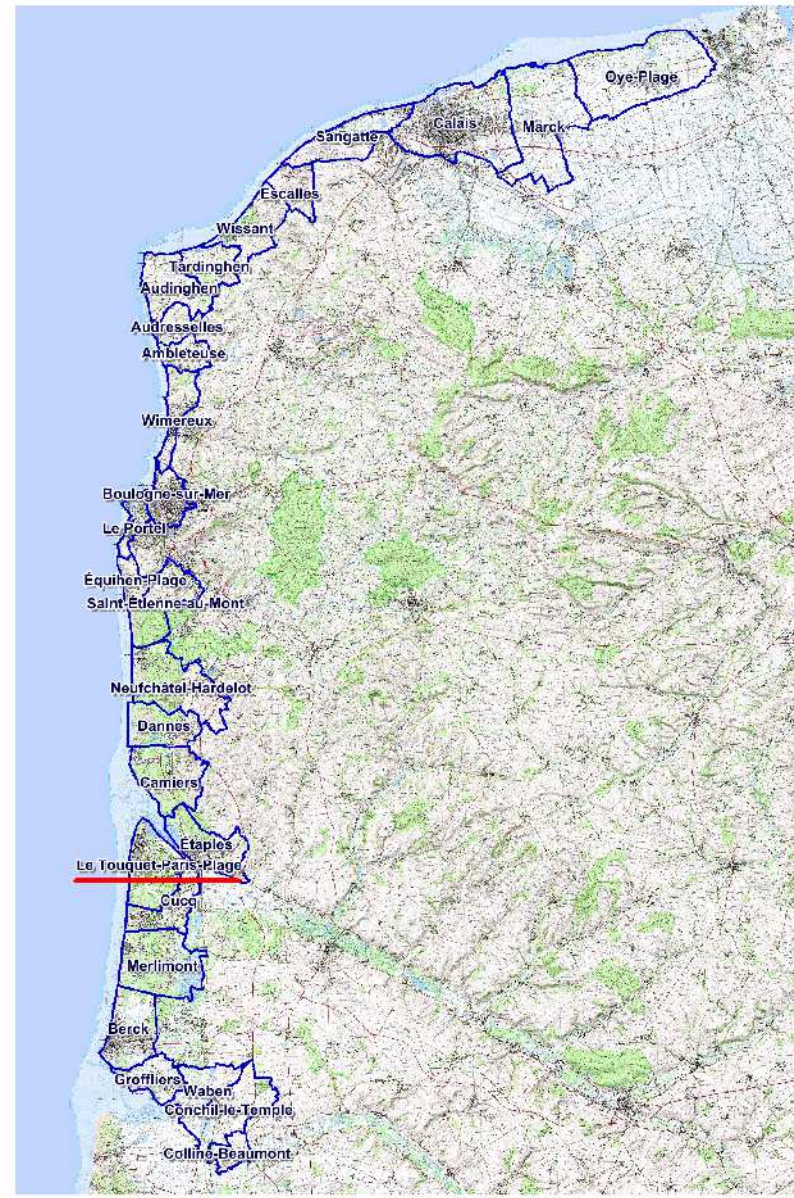 Oye-Plage
Calais
Marck
Sangatte
Escalles
Wissant
Tardinghen
Audinghen
Audresselles
Ambleteuse
Wimereux
Boulogne-sur-Mer
Le Portel
Équihen-Plage
Saint-Étienne-au-Mont
Neufchâtel-Hardelot
Dannes
Camiers
Étaples
Le Touquet-Paris-Plage
Cucq
Merlimont
Berck
Groffliers
Waben
Conchil-le-Temple
Colline-Beaumont